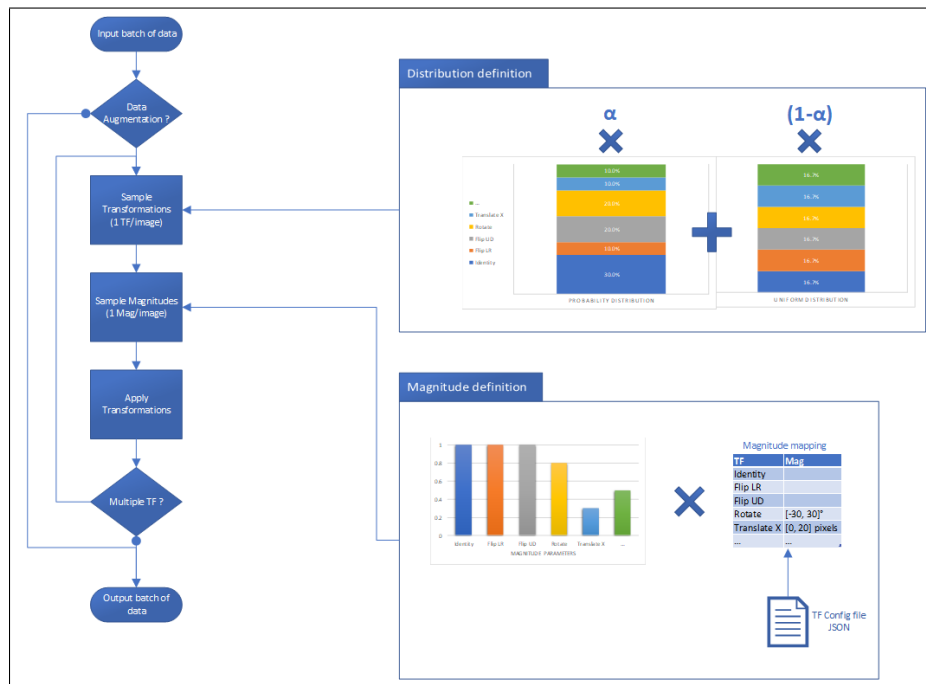 Input batch of data
Data
Augmentation ?
Sample
Transformations
(1 TF/image)
Sample Magnitudes
(1 Mag/image)
Apply
Transformations
Multiple TF ?
Output batch of
data
Distribution definition
α
(1-α)
...
Translate X
Rotate
Flip UD
Flip LR
Identity
10.0%
10.0%
20.0%
20.0%
10.0%
30.0%
PROBABILITY DISTRIBUTION
16.7%
16.7%
16.7%
16.7%
16.7%
16.7%
UNIFORM DISTRIBUTION
Magnitude definition
1
0.8
0.6
0.4
0.2
0
Identity Flip LR Flip UD Rotate Translate X ...
MAGNITUDE PARAMETERS
Magnitude mapping
TF Mag
Identity
Flip LR
Flip UD
Rotate [-30, 30]°
Translate X [0, 20] pixels
... ...
TF Config file
JSON